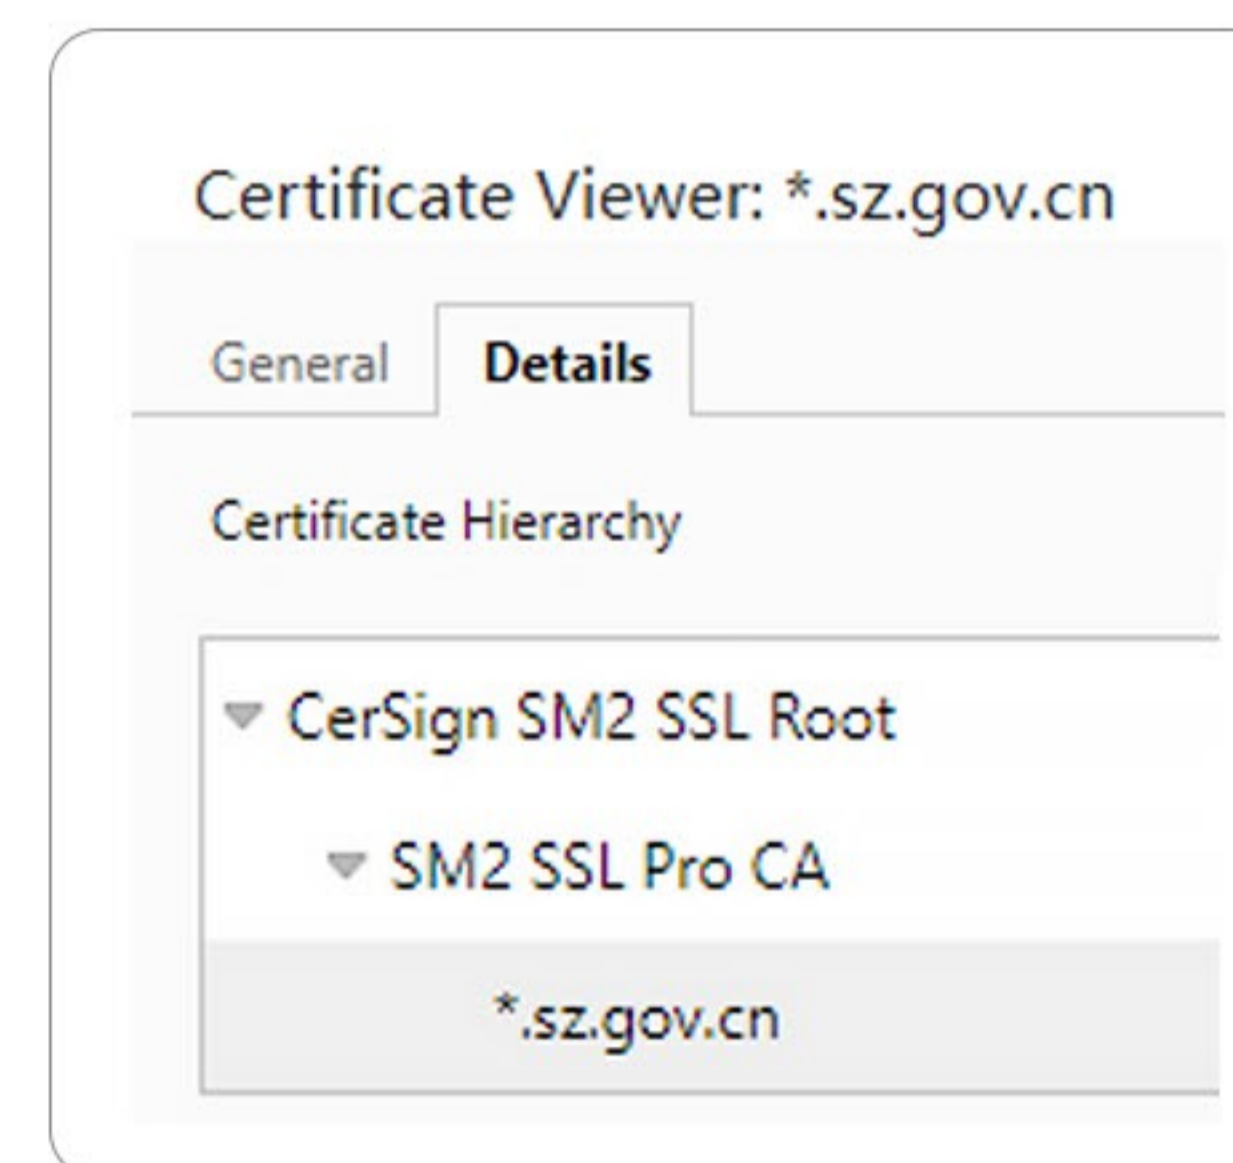 Certificate Viewer: *.sz.gov.cn
General Details
Certificate Hierarchy
CerSign SM2 SSL Root
SM2 SSL Pro CA
*.sz.gov.cn